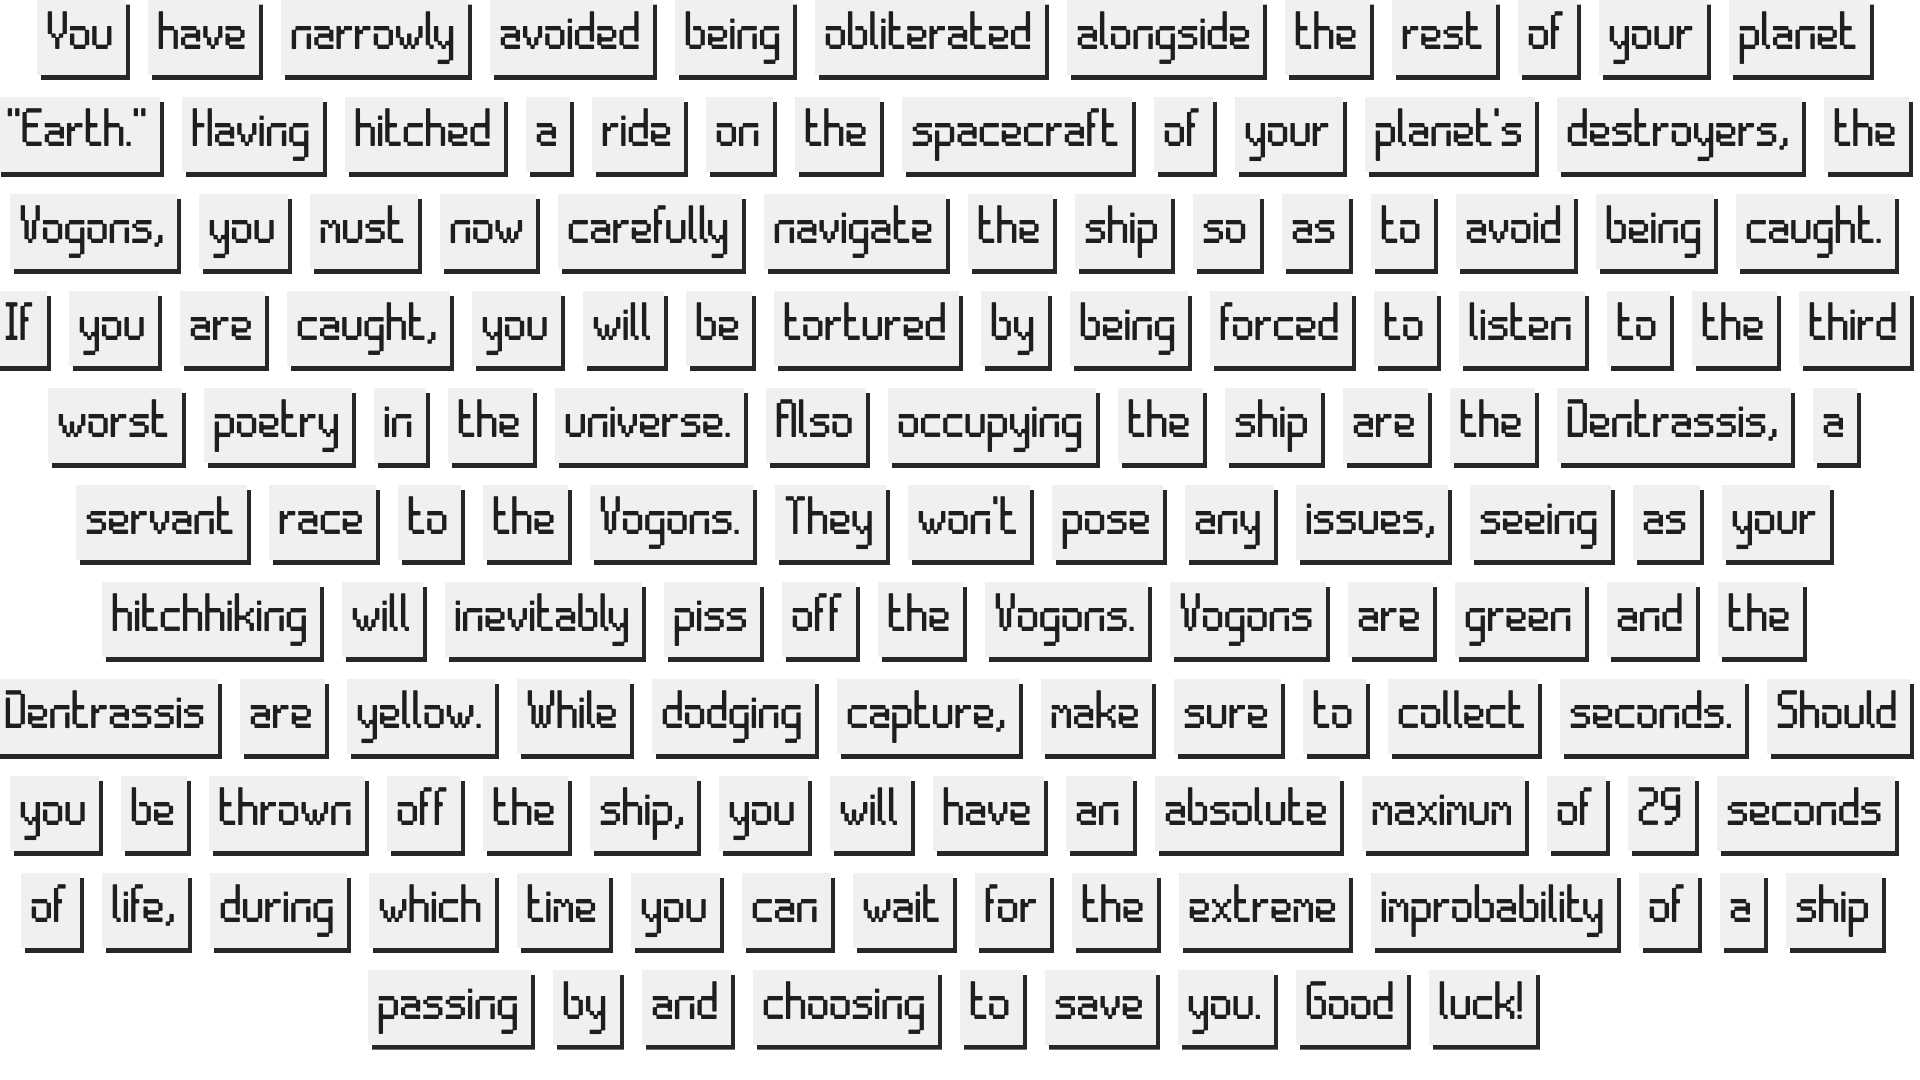 You have narrowly avoided being obliterated alongside the rest of your planet
"Earth." Having hitched a ride on the spacecraft of your planet's destroyers, the
Vogons, you must now carefully navigate the ship so as to avoid being caught.
If you are caught, you will be tortured by being forced to listen to the third
worst poetry in the universe. Also occupying the ship are the Dentrassis, a
servant race to the Vogons. They won't pose any issues, seeing as your
hitchhiking will inevitably piss off the Vogons. Vogons are green and the
Dentrassis are yellow. While dodging capture, make sure to collect seconds. Should
you be thrown off the ship, you will have an absolute maximum of 29 seconds
of life, during which time you can wait for the extreme improbability of a ship
passing by and choosing to save you. Good luck!